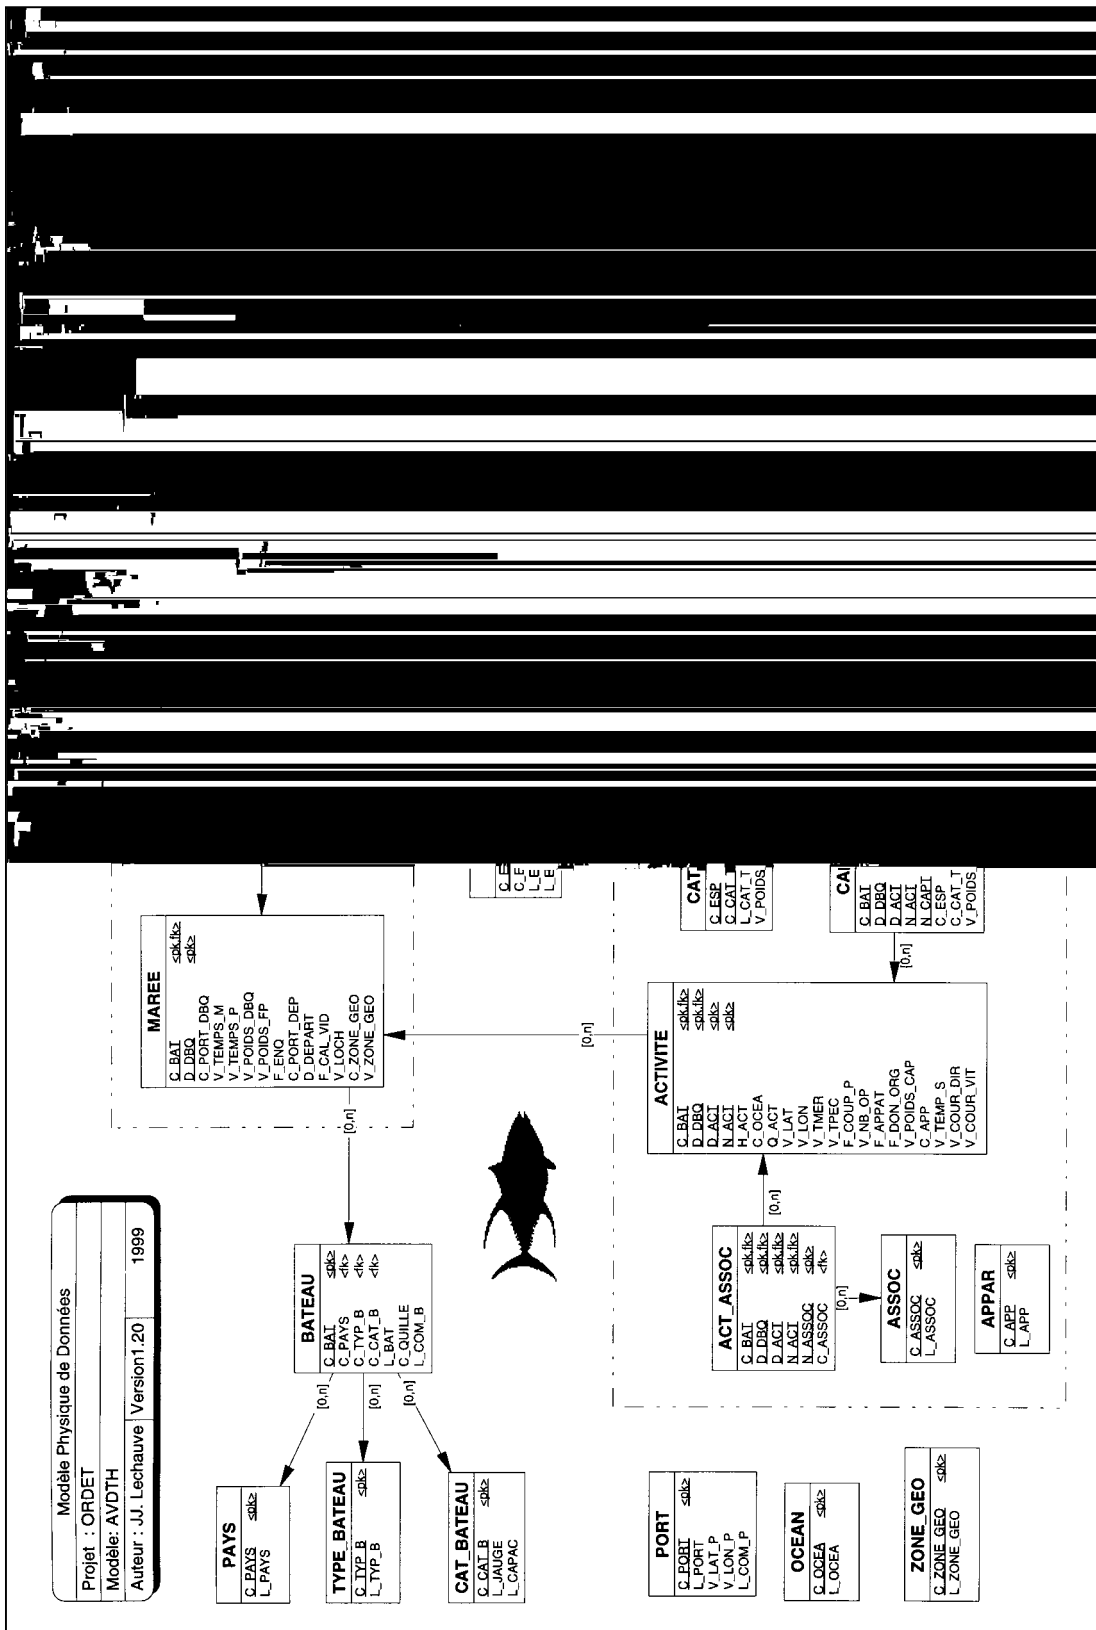 Modèle Physique de Données
Projet : ORDET
Modèle: AVDTH
Auteur : JJ. Lechauve Version1.20 1999
PAYS
C_PAYS <pk>
L_PAYS
TYPE_BATEAU
C_TYP_B <pk>
L_TYP_B
CAT_BATEAU
C_CAT_B <pk>
L_JAUGE
L_CAPAC
[0,n]
[0,n]
[0,n]
BATEAU
C_BAT <pk>
C_PAYS <fk>
C_TYP_B <fk>
C_CAT_B <fk>
L_BAT
C_QUILLE
L_COM_B
[0,n]
MAREE
C_BAT <pk,fk>
D_DBQ <pk>
C_PORT_DBQ
V_TEMPS_M
V_TEMPS_P
V_POIDS_DBQ
V_POIDS_FP
F_ENQ
C_PORT_DEP
D_DEPART
F_CAL_VID
V_LOCH
C_ZONE_GEO
V_ZONE_GEO
PORT
C_PORT <pk>
L_PORT
V_LAT_P
V_LON_P
L_COM_P
OCEAN
C_OCEA <pk>
L_OCEA
ZONE_GEO
C_ZONE_GEO <pk>
L_ZONE_GEO
ACT_ASSOC
C_BAT <pk,fk>
D_DBQ <pk,fk>
D_ACT <pk,fk>
N_ACT <pk,fk>
N_ASSOC <pk>
C_ASSOC <fk>
[0,n]
[0,n]
ASSOC
C_ASSOC <pk>
L_ASSOC
APPAR
C_APP <pk>
L_APP
ACTIVITE
C_BAT <pk,fk>
D_DBQ <pk,fk>
D_ACT <pk>
N_ACT <pk>
H_ACT
C_OCEA
Q_ACT
V_LAT
V_LON
V_TMER
V_TPEC
F_COUP_P
V_NB_OP
F_APPAT
F_DON_ORG
V_POIDS_CAP
C_APP
V_TEMP_S
V_COUR_DIR
V_COUR_VIT
[0,n]
[0,n]
CAT
C_ESP
C_CAT
L_CAT_T
V_POIDS
C_BAT
D_DBQ
D_ACT
N_ACT
N_CAPT
C_ESP
C_CAT_T
V_POIDS